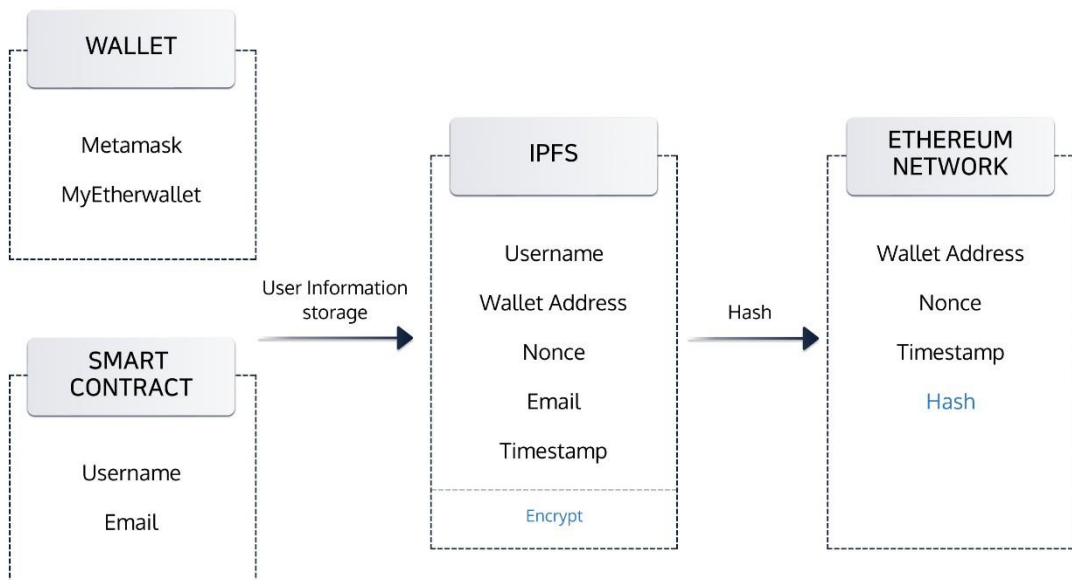 WALLET
Metamask
MyEtherwallet
SMART
CONTRACT
Username
Email
User Information
storage
IPFS
Username
Wallet Address
Nonce
Email
Timestamp
Encrypt
Hash
ETHEREUM
NETWORK
Wallet Address
Nonce
Timestamp
Hash